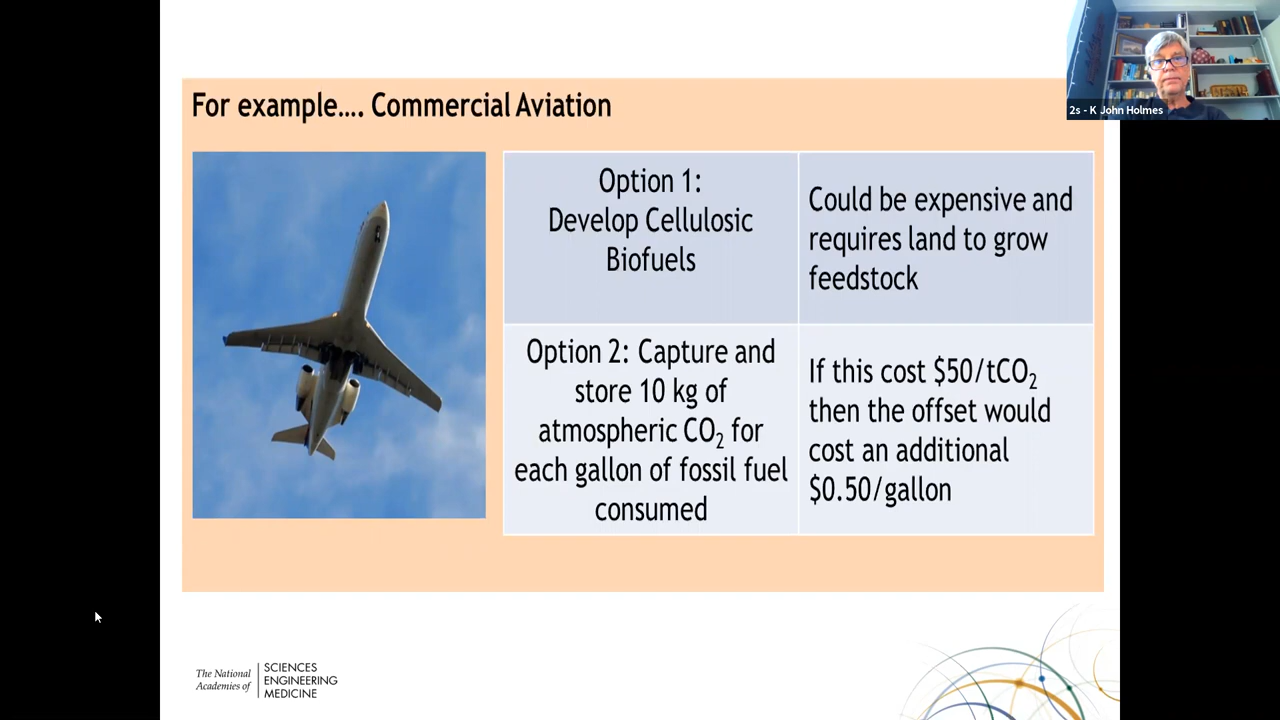 2s - K John Holmes
For example.... Commercial Aviation
Option 1:
Develop Cellulosic
Biofuels
Could be expensive and
requires land to grow
feedstock
Option 2: Capture and
store 10 kg of
atmospheric CO₂ for
each gallon of fossil fuel
consumed
If this cost $50/tCO₂
then the offset would
cost an additional
$0.50/gallon
The National
Academies of
SCIENCES
ENGINEERING
MEDICINE